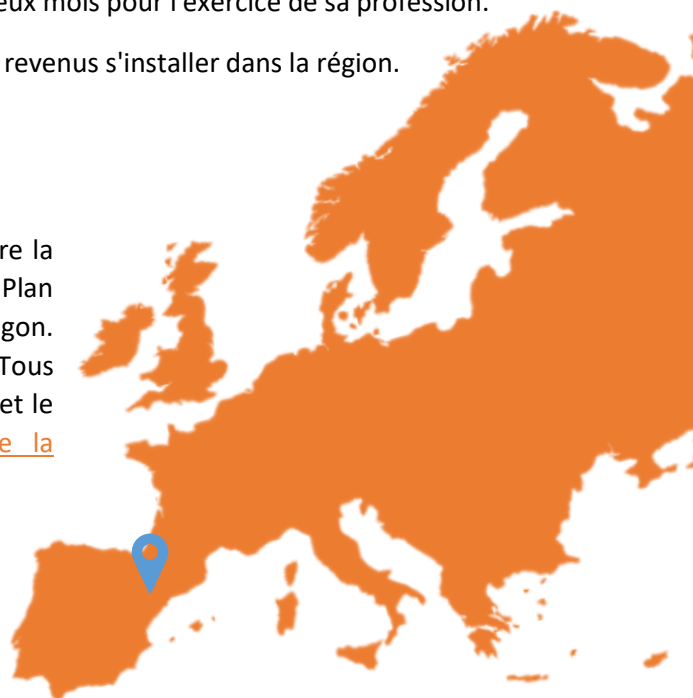 eux mois pour l'exercice de sa profession.
revenus s'installer dans la région.
re la
Plan
gon.
Tous
et le
e la